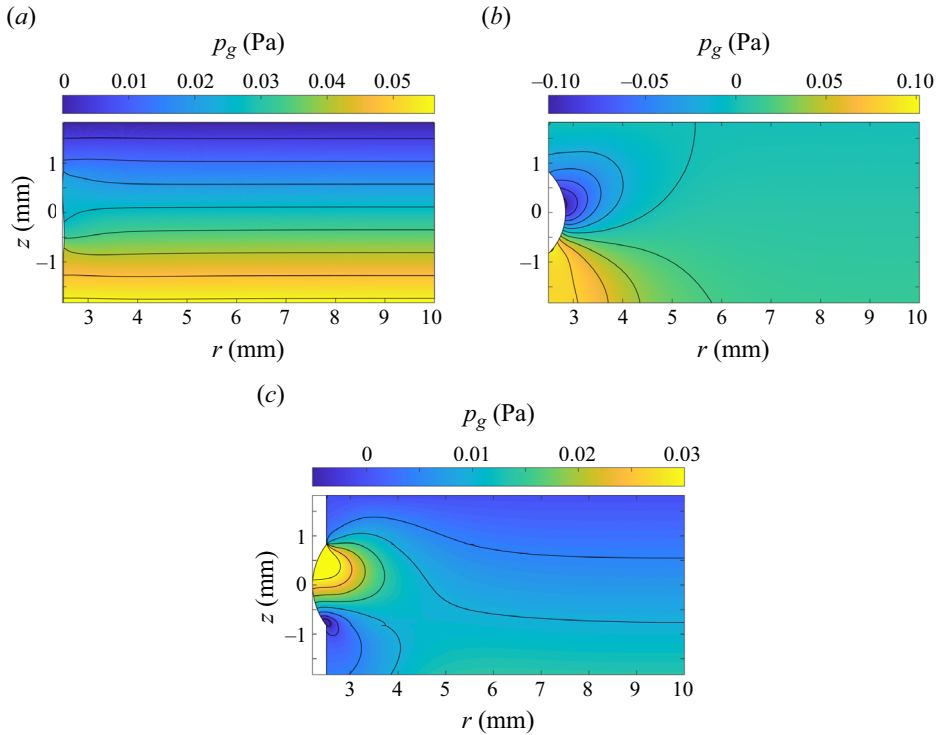 (a)
p_g (Pa)
0 0.01 0.02 0.03 0.04 0.05
1
0
−1
z (mm)
3 4 5 6 7 8 9 10
r (mm)
(b)
p_g (Pa)
−0.10 −0.05 0 0.05 0.10
1
0
−1
z (mm)
3 4 5 6 7 8 9 10
r (mm)
(c)
p_g (Pa)
0 0.01 0.02 0.03
1
0
−1
z (mm)
3 4 5 6 7 8 9 10
r (mm)